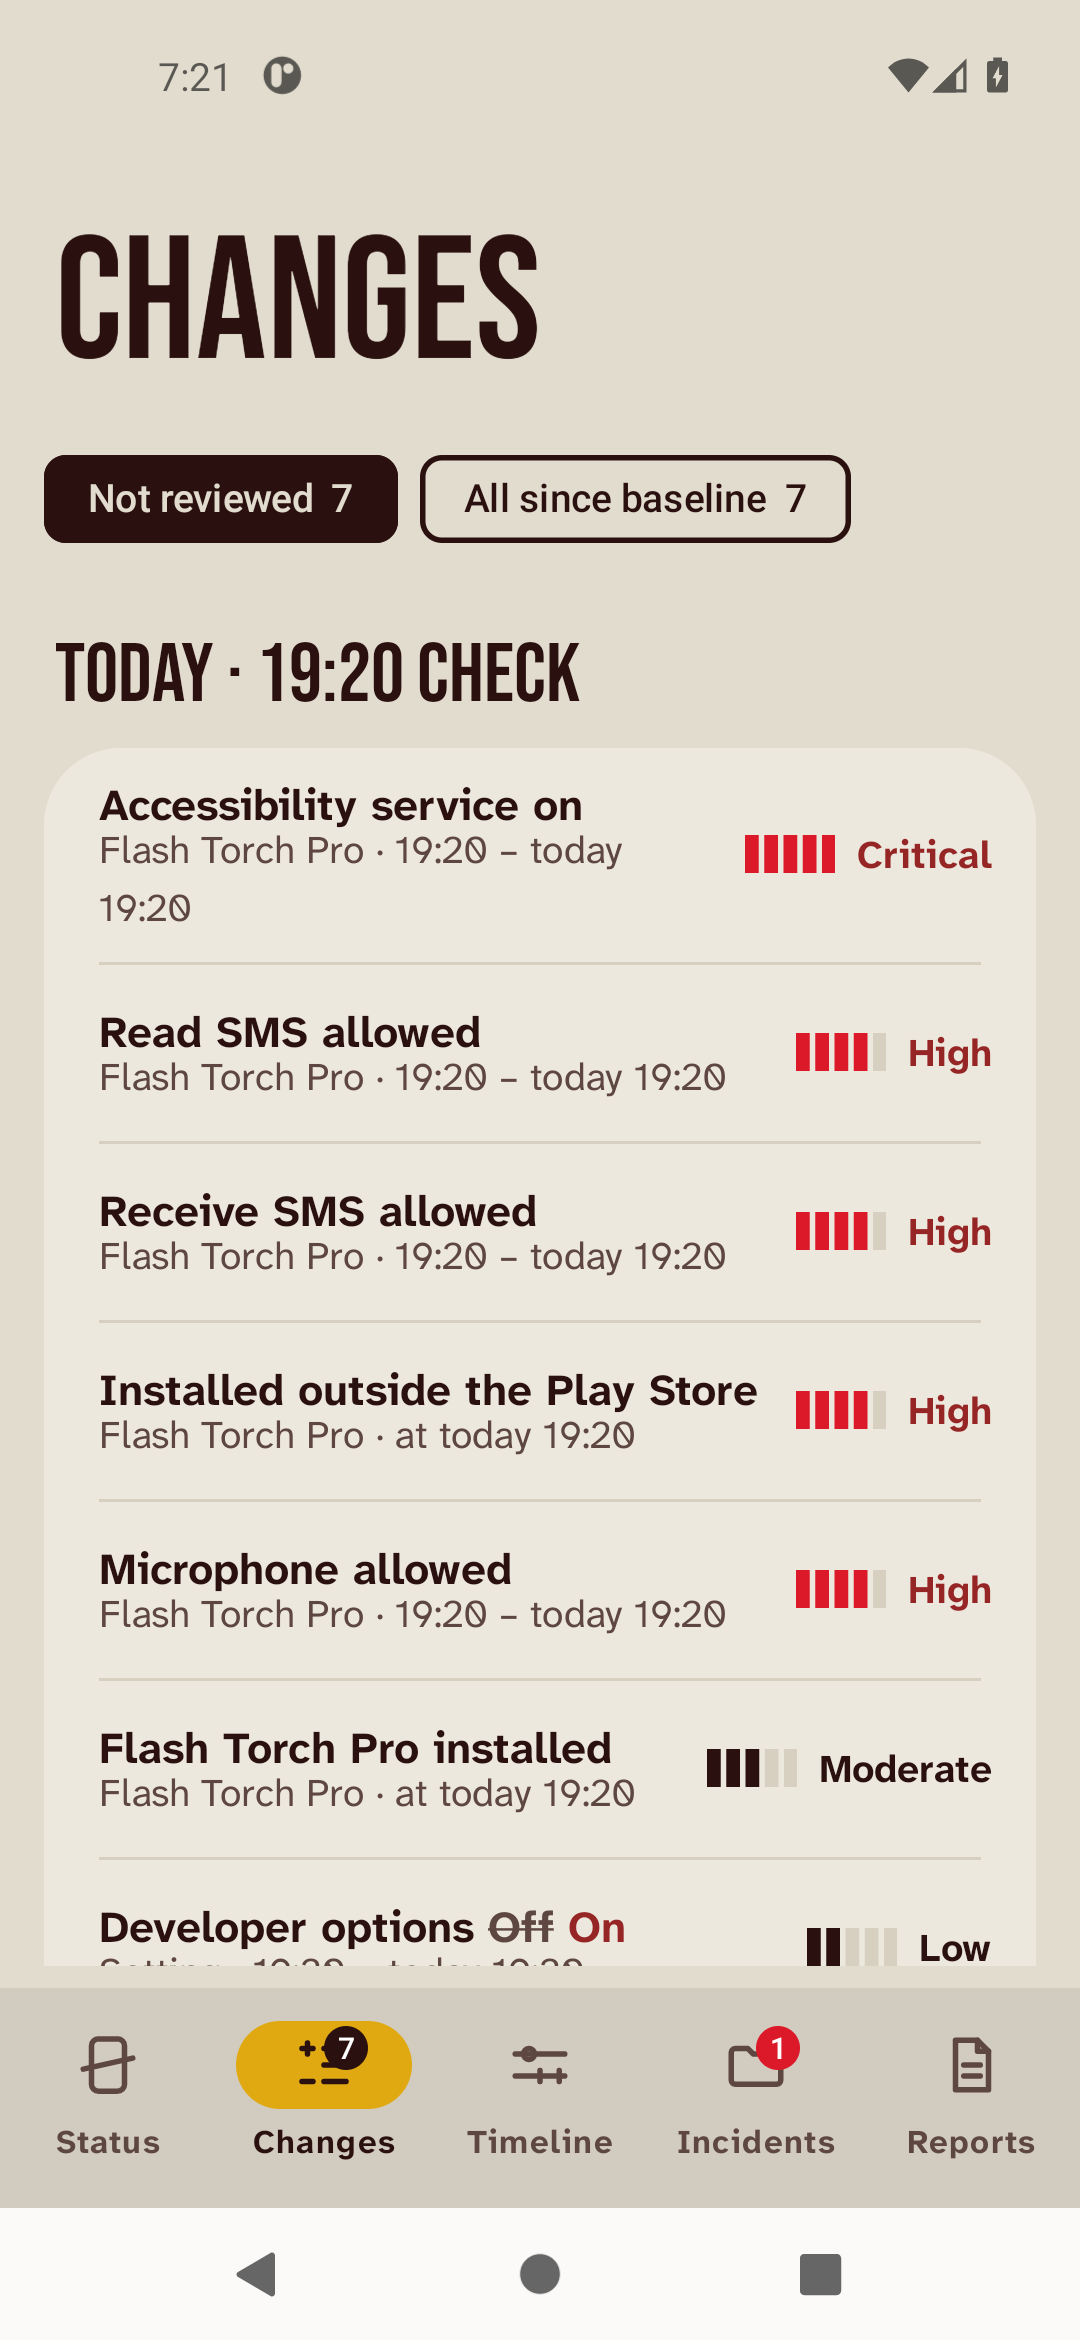 7:21
CHANGES
Not reviewed 7
All since baseline 7
TODAY · 19:20 CHECK
Accessibility service on
Flash Torch Pro · 19:20 – today
19:20
Critical
Read SMS allowed
Flash Torch Pro · 19:20 – today 19:20
High
Receive SMS allowed
Flash Torch Pro · 19:20 – today 19:20
High
Installed outside the Play Store
Flash Torch Pro · at today 19:20
High
Microphone allowed
Flash Torch Pro · 19:20 – today 19:20
High
Flash Torch Pro installed
Flash Torch Pro · at today 19:20
Moderate
Developer options Off On
Low
7
1
Status
Changes
Timeline
Incidents
Reports